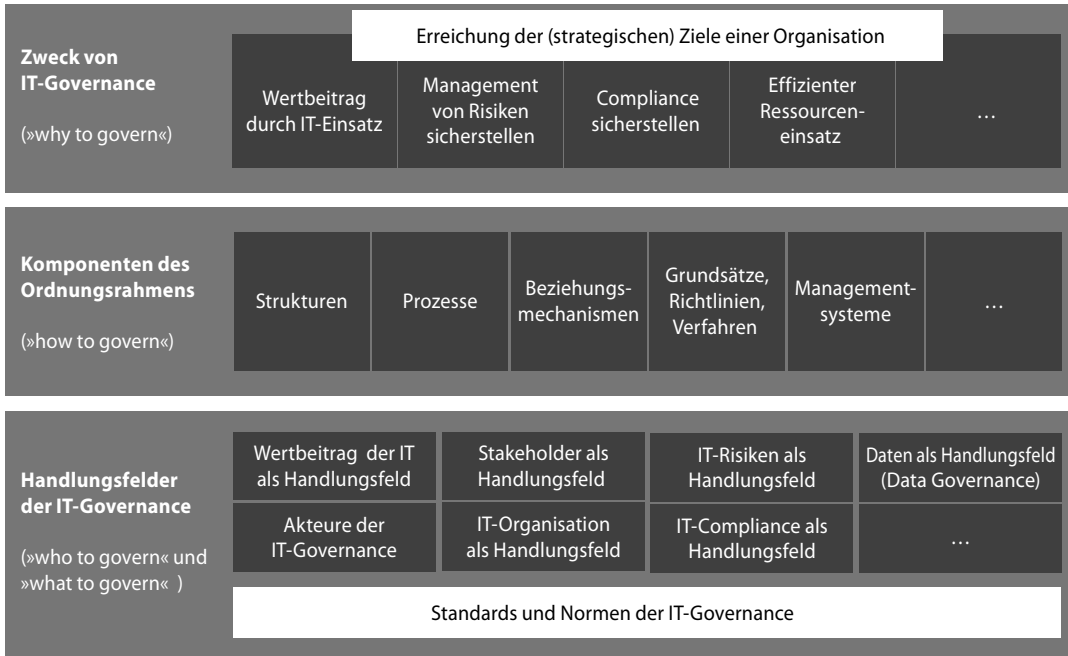 Zweck von
IT-Governance
(»why to govern«)
Erreichung der (strategischen) Ziele einer Organisation
Wertbeitrag
durch IT-Einsatz
Management
von Risiken
sicherstellen
Compliance
sicherstellen
Effizienter
Ressourcen-
einsatz
…
Komponenten des
Ordnungsrahmens
(»how to govern«)
Strukturen
Prozesse
Beziehungs-
mechanismen
Grundsätze,
Richtlinien,
Verfahren
Management-
systeme
…
Handlungsfelder
der IT-Governance
(»who to govern« und
»what to govern« )
Wertbeitrag der IT
als Handlungsfeld
Stakeholder als
Handlungsfeld
IT-Risiken als
Handlungsfeld
Daten als Handlungsfeld
(Data Governance)
Akteure der
IT-Governance
IT-Organisation
als Handlungsfeld
IT-Compliance als
Handlungsfeld
…
Standards und Normen der IT-Governance